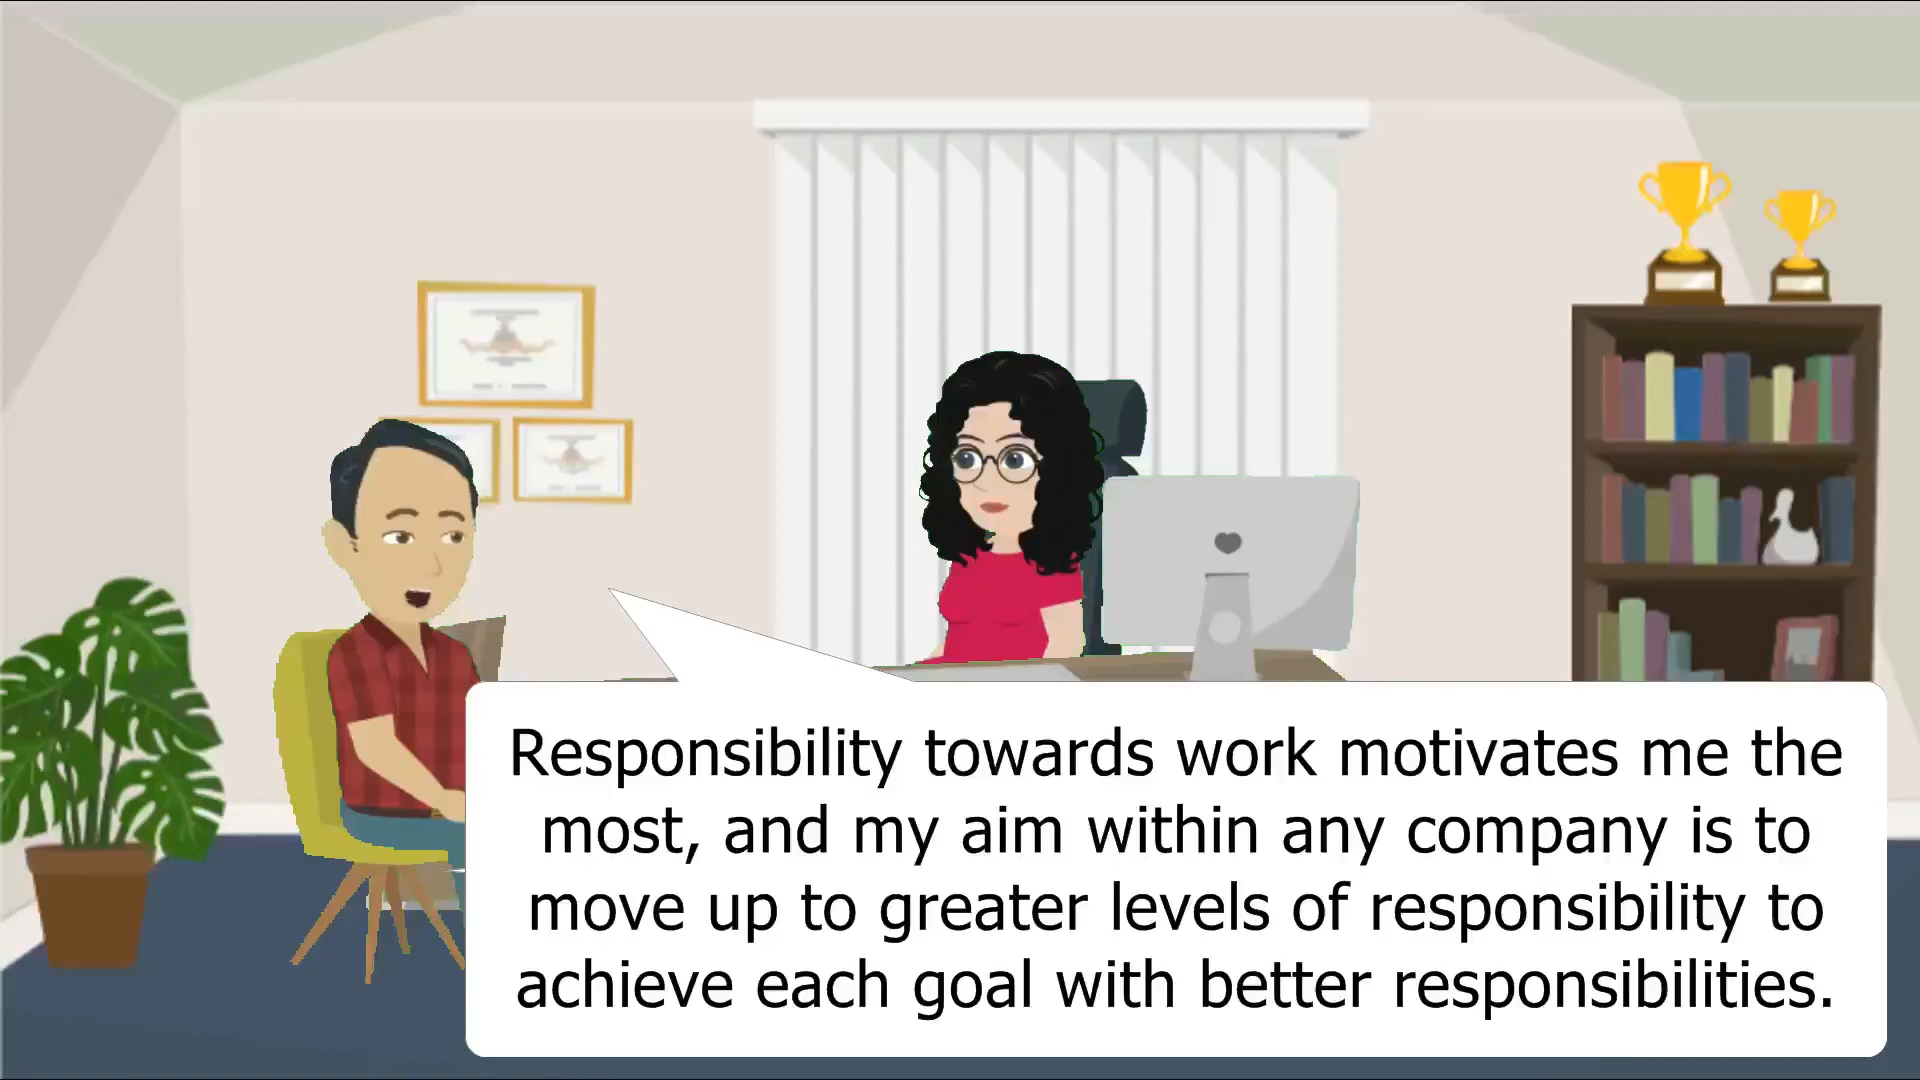 Responsibility towards work motivates me the
most, and my aim within any company is to
move up to greater levels of responsibility to
achieve each goal with better responsibilities.